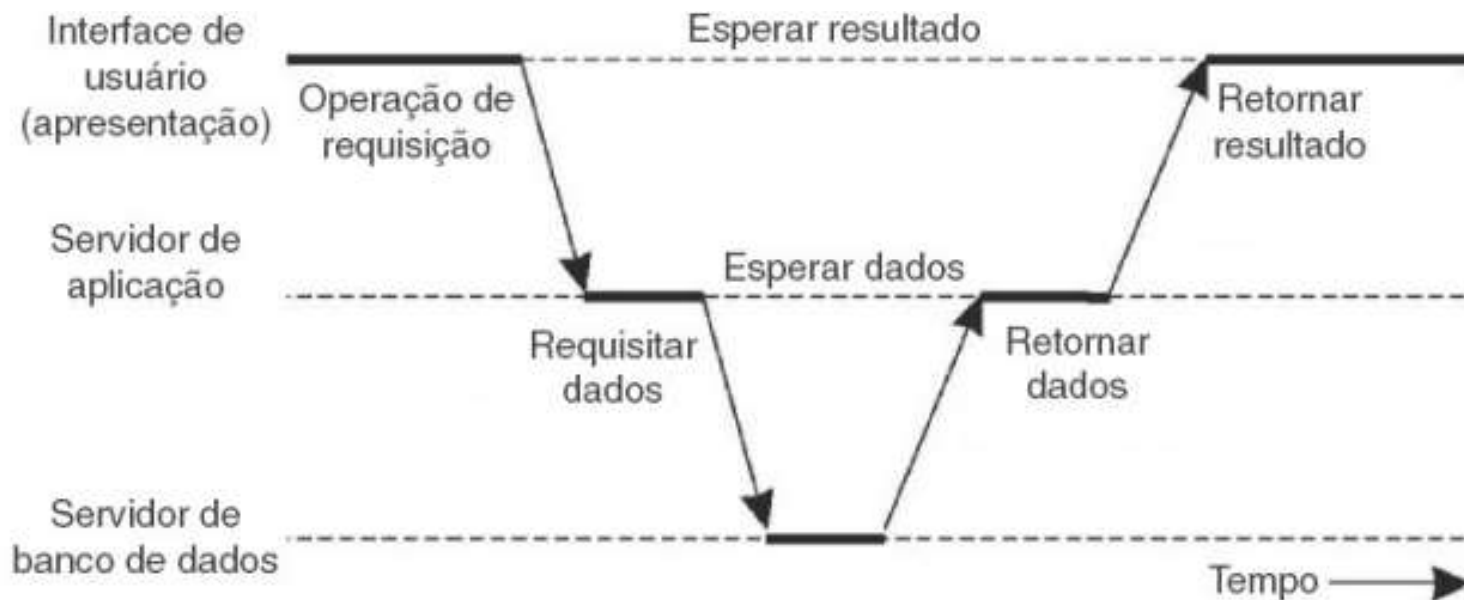 Interface de
usuário
(apresentação)
Esperar resultado
Operação de
requisição
Retornar
resultado
Servidor de
aplicação
Esperar dados
Requisitar
dados
Retornar
dados
Servidor de
banco de dados
Tempo